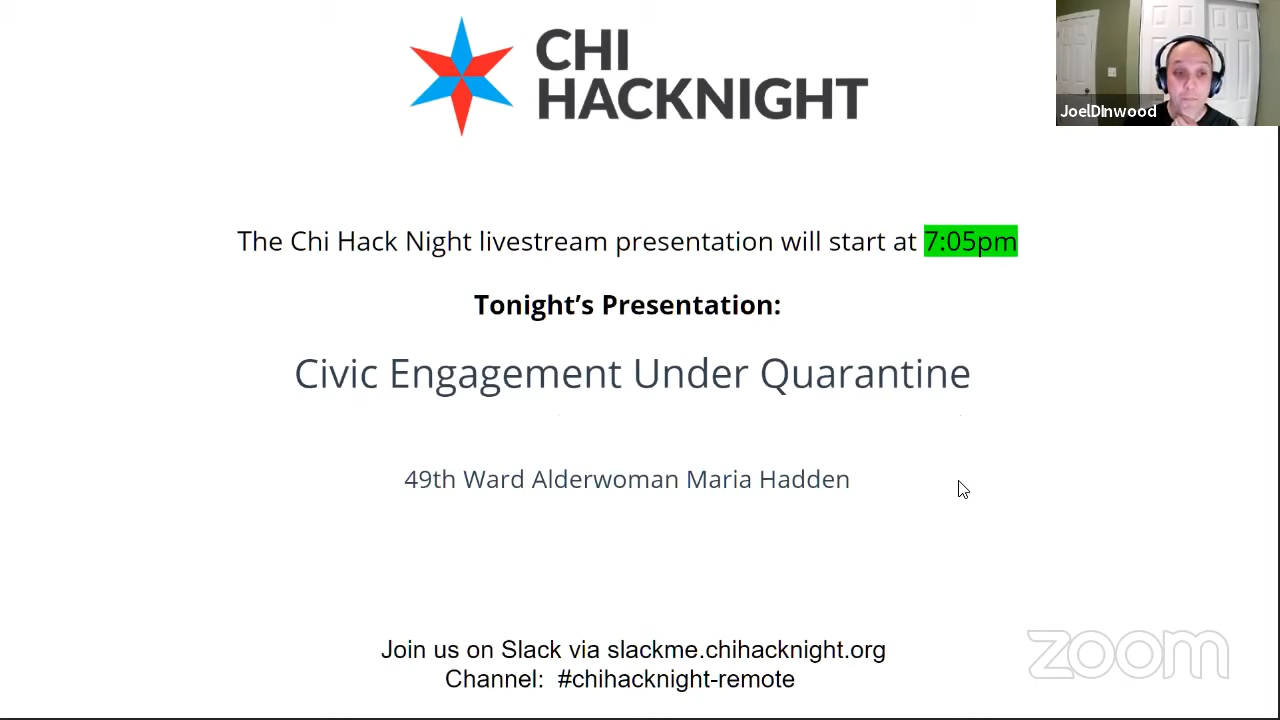 CHI
HACKNIGHT
JoelDInwood
The Chi Hack Night livestream presentation will start at 7:05pm
Tonight’s Presentation:
Civic Engagement Under Quarantine
49th Ward Alderwoman Maria Hadden
Join us on Slack via slackme.chihacknight.org
Channel:  #chihacknight-remote
zoom